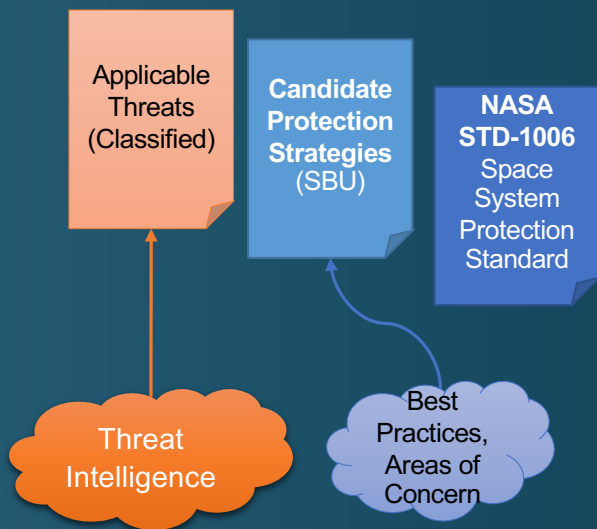 Applicable
Threats
(Classified)
Candidate
Protection
Strategies
(SBU)
NASA
STD-1006
Space
System
Protection
Standard
Threat
Intelligence
Best
Practices,
Areas of
Concern